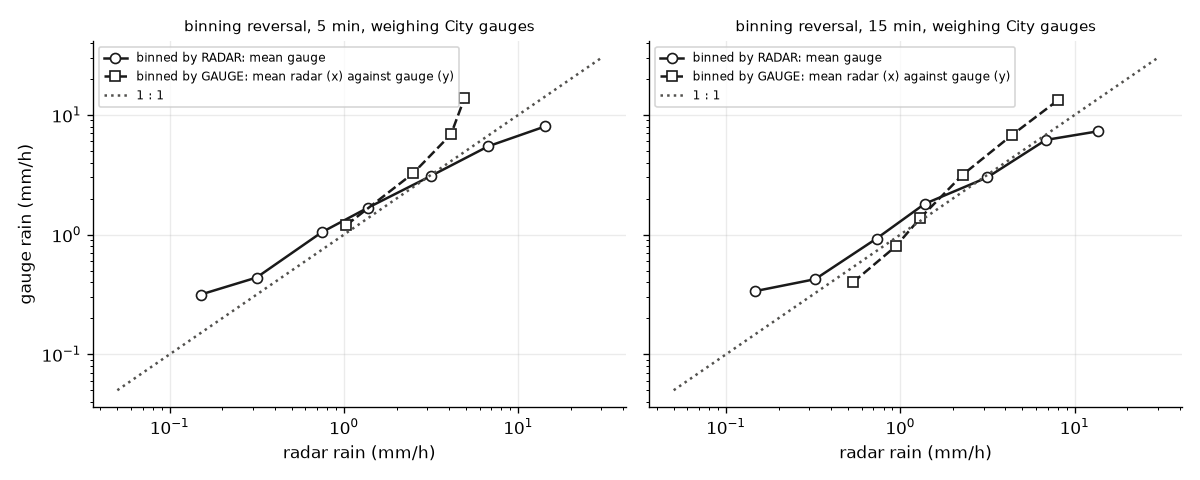 binning reversal, 5 min, weighing City gauges
binned by RADAR: mean gauge
binned by GAUGE: mean radar (x) against gauge (y)
1 : 1
gauge rain (mm/h)
10¹
10⁰
10⁻¹
10⁻¹
10⁰
10¹
radar rain (mm/h)
binning reversal, 15 min, weighing City gauges
binned by RADAR: mean gauge
binned by GAUGE: mean radar (x) against gauge (y)
1 : 1
10⁻¹
10⁰
10¹
radar rain (mm/h)